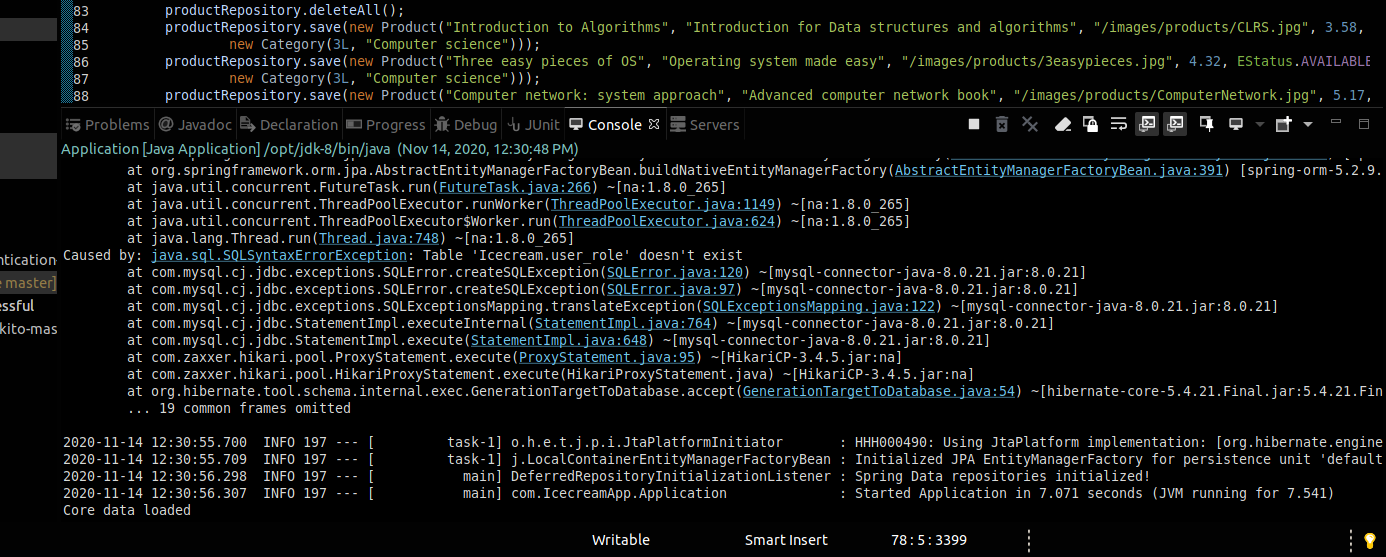 83 productRepository.deleteAll();
84 productRepository.save(new Product("Introduction to Algorithms", "Introduction for Data structures and algorithms", "/images/products/CLRS.jpg", 3.58,
85 new Category(3L, "Computer science")));
86 productRepository.save(new Product("Three easy pieces of OS", "Operating system made easy", "/images/products/3easypieces.jpg", 4.32, EStatus.AVAILABLE
87 new Category(3L, "Computer science")));
88 productRepository.save(new Product("Computer network: system approach", "Advanced computer network book", "/images/products/ComputerNetwork.jpg", 5.17,
Problems Javadoc Declaration Progress Debug JUnit Console Servers
Application [Java Application] /opt/jdk-8/bin/java (Nov 14, 2020, 12:30:48 PM)
at org.springframework.orm.jpa.AbstractEntityManagerFactoryBean.buildNativeEntityManagerFactory(AbstractEntityManagerFactoryBean.java:391) [spring-orm-5.2.9.
at java.util.concurrent.FutureTask.run(FutureTask.java:266) ~[na:1.8.0_265]
at java.util.concurrent.ThreadPoolExecutor.runWorker(ThreadPoolExecutor.java:1149) ~[na:1.8.0_265]
at java.util.concurrent.ThreadPoolExecutor$Worker.run(ThreadPoolExecutor.java:624) ~[na:1.8.0_265]
at java.lang.Thread.run(Thread.java:748) ~[na:1.8.0_265]
Caused by: java.sql.SQLSyntaxErrorException: Table 'Icecream.user_role' doesn't exist
at com.mysql.cj.jdbc.exceptions.SQLError.createSQLException(SQLError.java:120) ~[mysql-connector-java-8.0.21.jar:8.0.21]
at com.mysql.cj.jdbc.exceptions.SQLError.createSQLException(SQLError.java:97) ~[mysql-connector-java-8.0.21.jar:8.0.21]
at com.mysql.cj.jdbc.exceptions.SQLExceptionsMapping.translateException(SQLExceptionsMapping.java:122) ~[mysql-connector-java-8.0.21.jar:8.0.21]
at com.mysql.cj.jdbc.StatementImpl.executeInternal(StatementImpl.java:764) ~[mysql-connector-java-8.0.21.jar:8.0.21]
at com.mysql.cj.jdbc.StatementImpl.execute(StatementImpl.java:648) ~[mysql-connector-java-8.0.21.jar:8.0.21]
at com.zaxxer.hikari.pool.ProxyStatement.execute(ProxyStatement.java:95) ~[HikariCP-3.4.5.jar:na]
at com.zaxxer.hikari.pool.HikariProxyStatement.execute(HikariProxyStatement.java) ~[HikariCP-3.4.5.jar:na]
at org.hibernate.tool.schema.internal.exec.GenerationTargetToDatabase.accept(GenerationTargetToDatabase.java:54) ~[hibernate-core-5.4.21.Final.jar:5.4.21.Fin
... 19 common frames omitted
2020-11-14 12:30:55.700 INFO 197 --- [ task-1] o.h.e.t.j.p.i.JtaPlatformInitiator : HHH000490: Using JtaPlatform implementation: [org.hibernate.engine
2020-11-14 12:30:55.709 INFO 197 --- [ task-1] j.LocalContainerEntityManagerFactoryBean : Initialized JPA EntityManagerFactory for persistence unit 'default
2020-11-14 12:30:56.298 INFO 197 --- [ main] DeferredRepositoryInitializationListener : Spring Data repositories initialized!
2020-11-14 12:30:56.307 INFO 197 --- [ main] com.IcecreamApp.Application : Started Application in 7.071 seconds (JVM running for 7.541)
Core data loaded
ntication-
e master]
ssful
kito-mas
Writable Smart Insert 78 : 5 : 3399